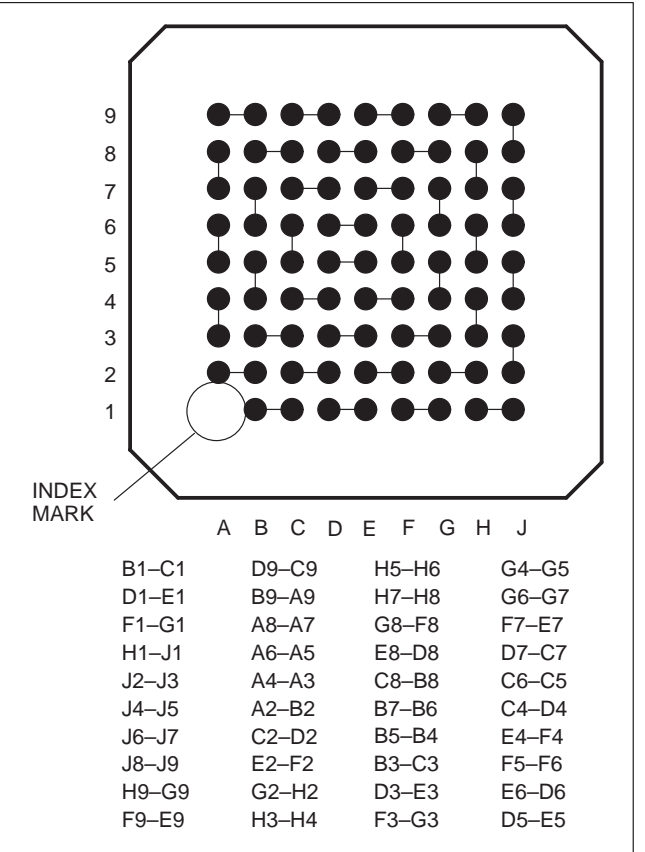 9
8
7
6
5
4
3
2
1
INDEX
MARK
A B C D E F G H J
B1–C1 D9–C9 H5–H6 G4–G5
D1–E1 B9–A9 H7–H8 G6–G7
F1–G1 A8–A7 G8–F8 F7–E7
H1–J1 A6–A5 E8–D8 D7–C7
J2–J3 A4–A3 C8–B8 C6–C5
J4–J5 A2–B2 B7–B6 C4–D4
J6–J7 C2–D2 B5–B4 E4–F4
J8–J9 E2–F2 B3–C3 F5–F6
H9–G9 G2–H2 D3–E3 E6–D6
F9–E9 H3–H4 F3–G3 D5–E5